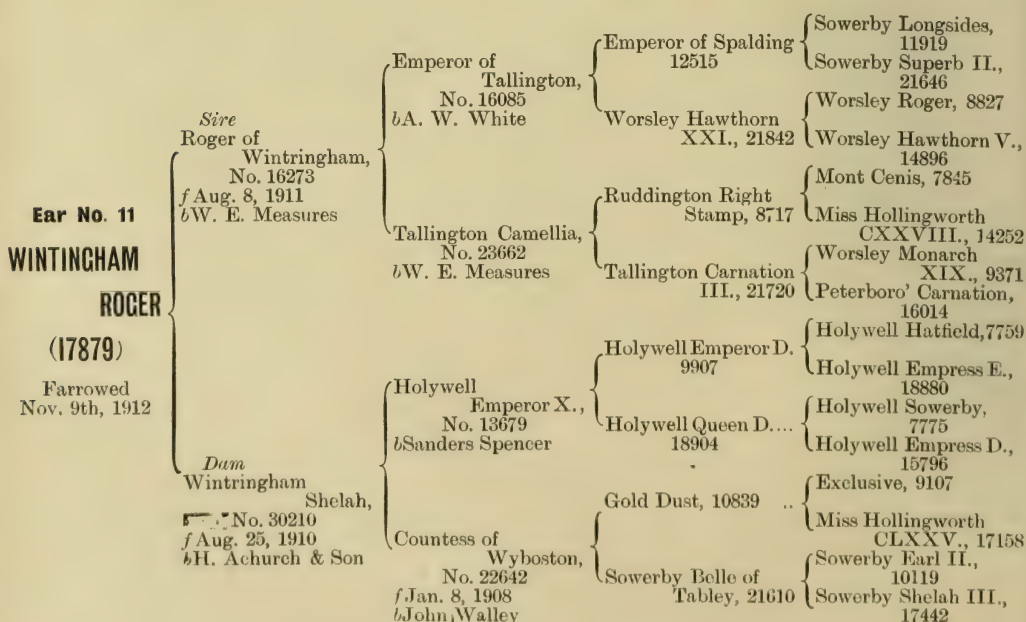 Ear No. 11
WINTINGHAM
ROGER
(17879)
Farrowed
Nov. 9th, 1912
Sire
Roger of
Wintringham,
No. 16273
f Aug. 8, 1911
bW. E. Measures
Dam
Wintringham
Shelah,
No. 30210
f Aug. 25, 1910
bH. Achurch & Son
Emperor of
Tallington,
No. 16085
bA. W. White
Tallington Camellia,
No. 23662
bW. E. Measures
Holywell
Emperor X.,
No. 13679
bSanders Spencer
Countess of
Wyboston,
No. 22642
f Jan. 8, 1908
bJohn Walley
Emperor of Spalding
12515
Worsley Hawthorn
XXI., 21842
Ruddington Right
Stamp, 8717
Tallington Carnation
III., 21720
Holywell Emperor D.
9907
Holywell Queen D....
18904
Gold Dust, 10839 ..
Sowerby Belle of
Tabley, 21610
Sowerby Longsides,
11919
Sowerby Superb II.,
21646
Worsley Roger, 8827
Worsley Hawthorn V.,
14896
Mont Cenis, 7845
Miss Hollingworth
CXXVIII., 14252
Worsley Monarch
XIX., 9371
Peterboro' Carnation,
16014
Holywell Hatfield,7759
Holywell Empress E.,
18880
Holywell Sowerby,
7775
Holywell Empress D.,
15796
Exclusive, 9107
Miss Hollingworth
CLXXV., 17158
Sowerby Earl II.,
10119
Sowerby Shelah III.,
17442